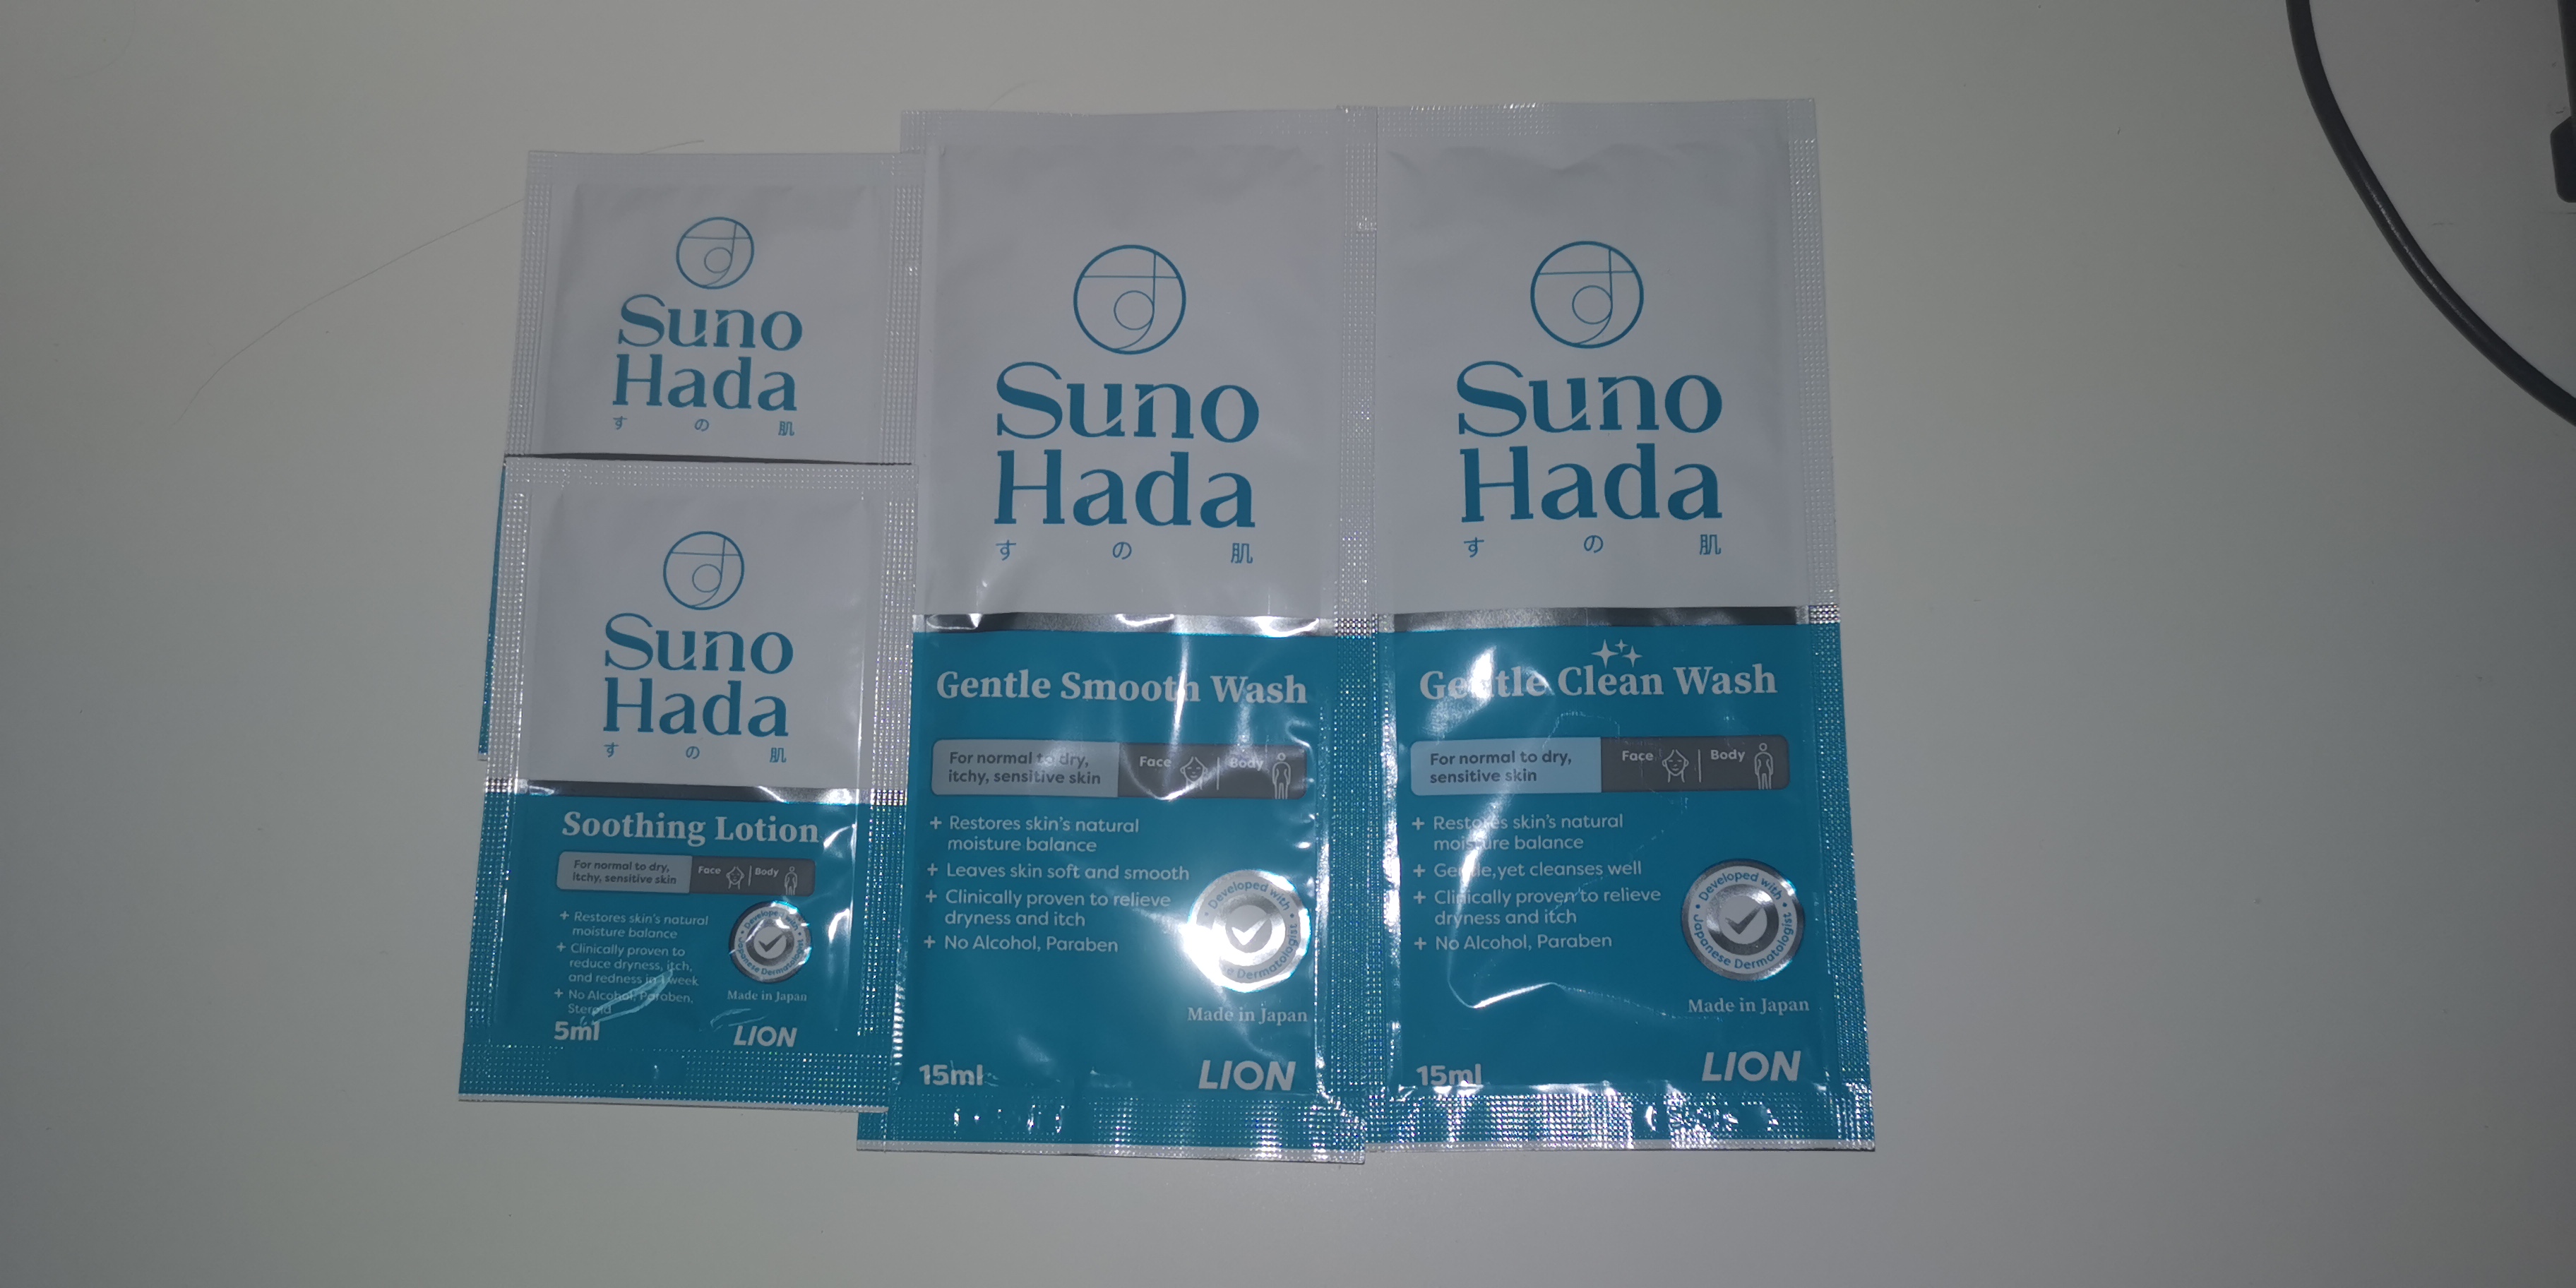 Suno
Hada
す の 肌
Suno
Hada
す の 肌
Soothing Lotion
For normal to dry,
itchy, sensitive skin
Face | Body
+ Restores skin's natural
moisture balance
+ Clinically proven to
reduce dryness, itch,
and redness in 1 week
+ No Alcohol, Paraben,
Steroid
Developed with
Japanese Dermatologist
Made in Japan
5ml
LION
Suno
Hada
す の 肌
Gentle Smooth Wash
For normal to dry,
itchy, sensitive skin
Face | Body
+ Restores skin's natural
moisture balance
+ Leaves skin soft and smooth
+ Clinically proven to relieve
dryness and itch
+ No Alcohol, Paraben
Developed with
Dermatologist
Made in Japan
15ml
LION
Suno
Hada
す の 肌
Gentle Clean Wash
For normal to dry,
sensitive skin
Face | Body
+ Restores skin's natural
moisture balance
+ Gentle, yet cleanses well
+ Clinically proven to relieve
dryness and itch
+ No Alcohol, Paraben
Developed with
Japanese Dermatologist
Made in Japan
15ml
LION